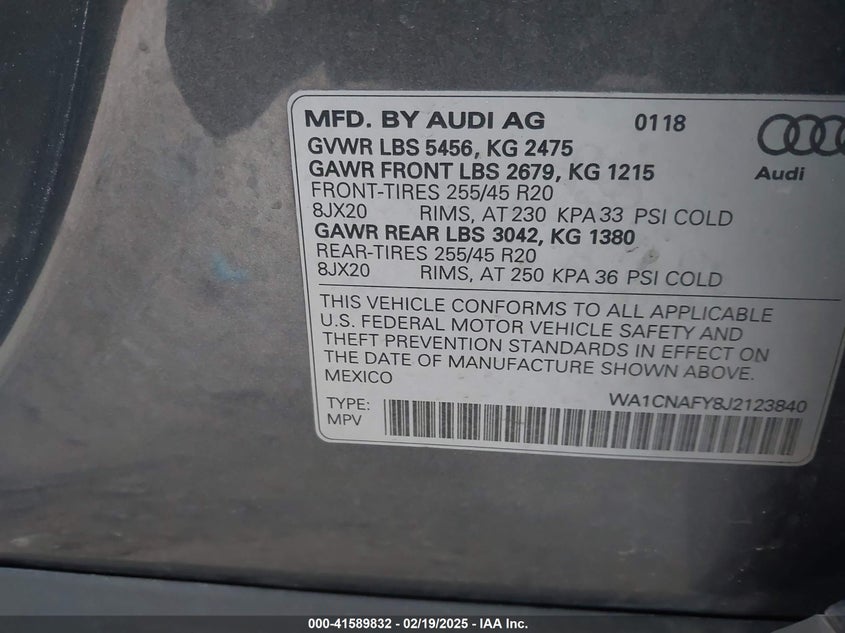 MFD. BY AUDI AG 0118
GVWR LBS 5456, KG 2475
GAWR FRONT LBS 2679, KG 1215
Audi
FRONT-TIRES 255/45 R20
8JX20 RIMS, AT 230 KPA 33 PSI COLD
GAWR REAR LBS 3042, KG 1380
REAR-TIRES 255/45 R20
8JX20 RIMS, AT 250 KPA 36 PSI COLD
THIS VEHICLE CONFORMS TO ALL APPLICABLE
U.S. FEDERAL MOTOR VEHICLE SAFETY AND
THEFT PREVENTION STANDARDS IN EFFECT ON
THE DATE OF MANUFACTURE SHOWN ABOVE.
MEXICO
WA1CNAFY8J2123840
TYPE:
MPV
000-41589832 - 02/19/2025 - IAA Inc.